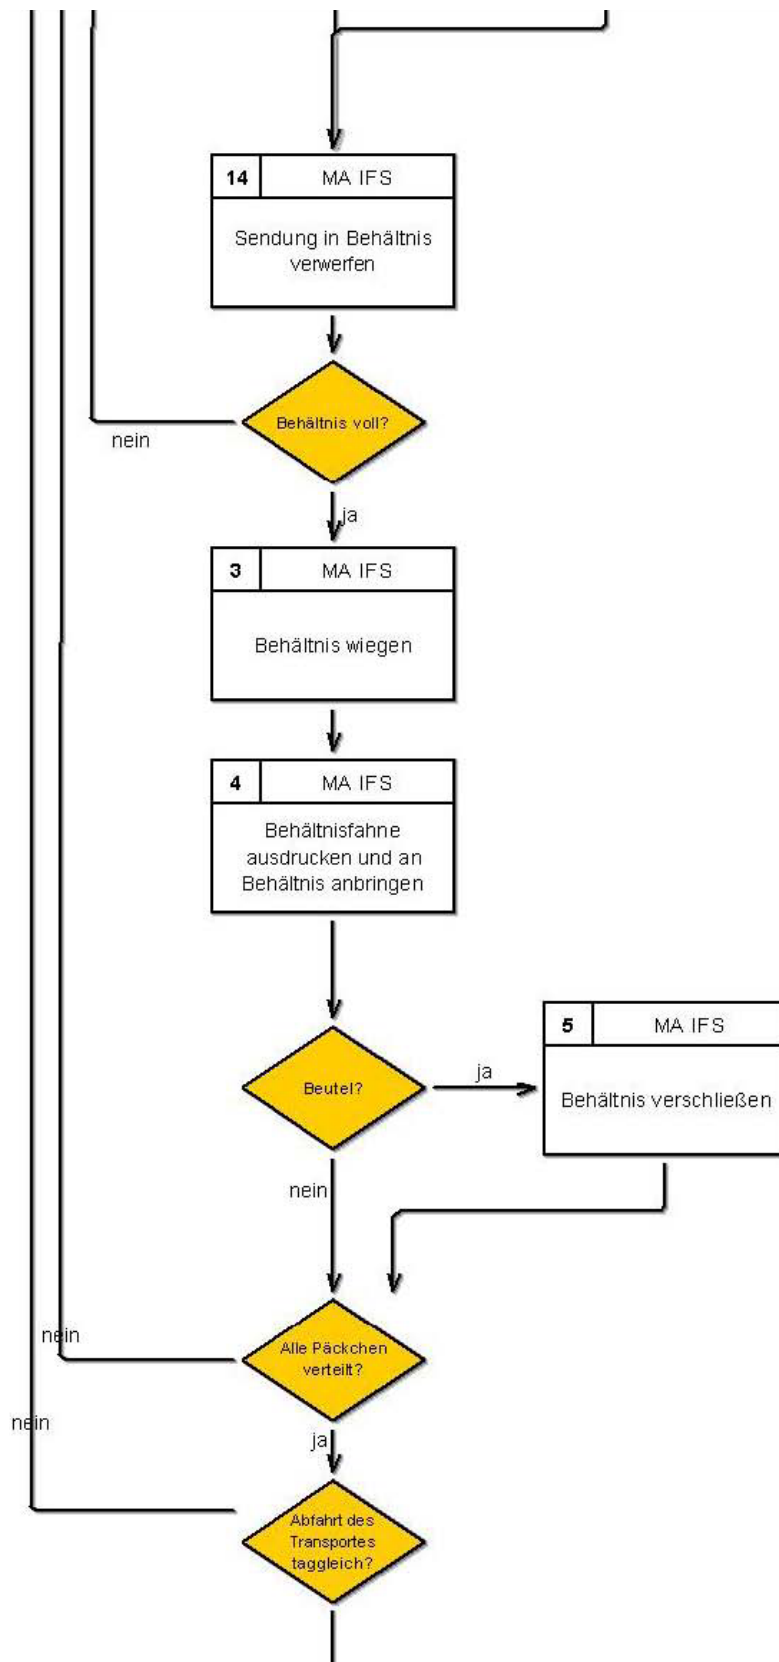 14 MA IFS
Sendung in Behältnis
verwerfen
Behältnis voll?
nein
ja
3 MA IFS
Behältnis wiegen
4 MA IFS
Behältnisfahne
ausdrucken und an
Behältnis anbringen
5 MA IFS
Beutel?
ja
Behältnis verschließen
nein
Alle Päckchen
verteilt?
nein
nein
ja
Abfahrt des
Transportes
taggleich?